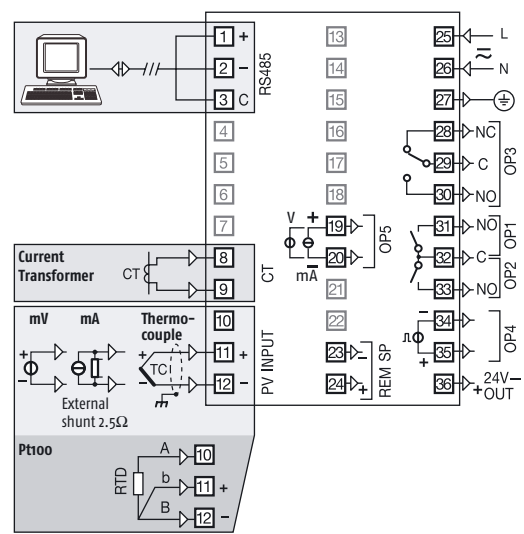 1 + 13 25 L
2 − 14 26 N
3 C RS485 15 27
4 16 28 NC
5 17 29 C OP3
6 18 30 NO
7 V + 19 31 NO OP1
Current Transformer CT 8 CT mA − 20 OP5 32 C
9 21 33 NO OP2
mV mA Thermo-
couple
10 22 34 − OP4
+ − + TC 11 + 23 − 35 +
− − 12 − PV INPUT 24 + REM SP 36 + 24V⎓
OUT
External
shunt 2.5Ω
Pt100
RTD
A 10
b 11 +
B 12 −